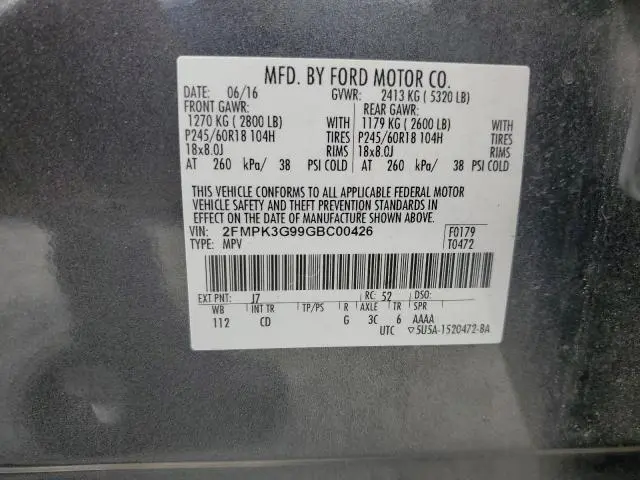 MFD. BY FORD MOTOR CO.
DATE: 06/16 GVWR: 2413 KG ( 5320 LB)
FRONT GAWR: REAR GAWR:
1270 KG ( 2800 LB) WITH 1179 KG ( 2600 LB) WITH
P245/60R18 104H TIRES P245/60R18 104H TIRES
18x8.0J RIMS 18x8.0J RIMS
AT 260 kPa/ 38 PSI COLD AT 260 kPa/ 38 PSI COLD
THIS VEHICLE CONFORMS TO ALL APPLICABLE FEDERAL MOTOR
VEHICLE SAFETY AND THEFT PREVENTION STANDARDS IN
EFFECT ON THE DATE OF MANUFACTURE SHOWN ABOVE.
VIN: 2FMPK3G99GBC00426 F0179
TYPE: MPV T0472
EXT PNT: J7 RC: 52 DSO:
WB INT TR TP/PS R AXLE TR SPR
112 CD G 3C 6 AAAA
UTC ▽5U5A-1520472-BA